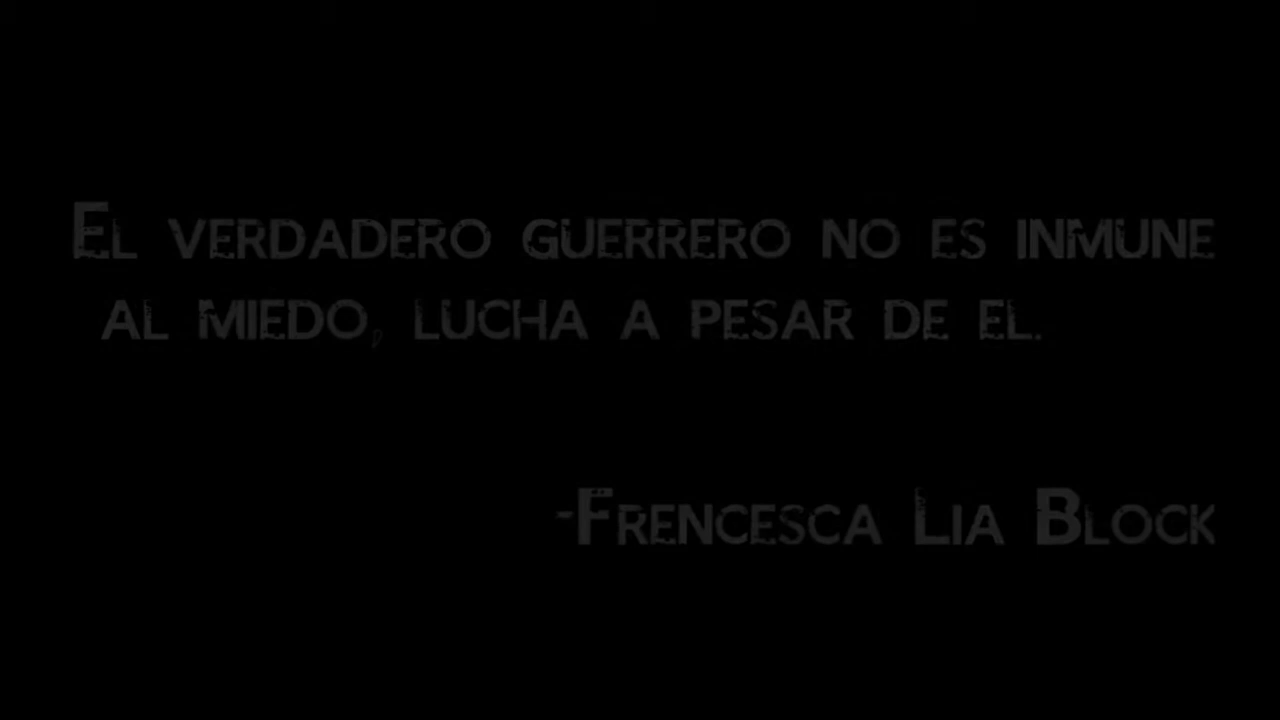 El verdadero guerrero no es inmune
al miedo, lucha a pesar de el.
-Frencesca Lia Block